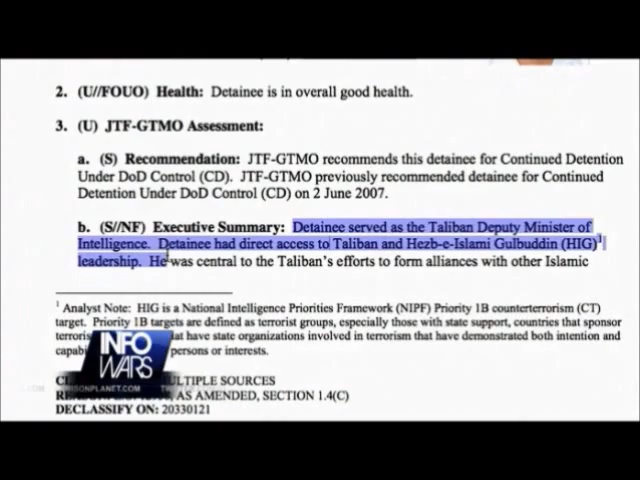 2. (U//FOUO) Health: Detainee is in overall good health.
3. (U) JTF-GTMO Assessment:
a. (S) Recommendation: JTF-GTMO recommends this detainee for Continued Detention
Under DoD Control (CD). JTF-GTMO previously recommended detainee for Continued
Detention Under DoD Control (CD) on 2 June 2007.
b. (S//NF) Executive Summary: Detainee served as the Taliban Deputy Minister of
Intelligence. Detainee had direct access to Taliban and Hezb-e-Islami Gulbuddin (HIG)1
leadership. He was central to the Taliban's efforts to form alliances with other Islamic
1 Analyst Note: HIG is a National Intelligence Priorities Framework (NIPF) Priority 1B counterterrorism (CT)
target. Priority 1B targets are defined as terrorist groups, especially those with state support, countries that sponsor
that have state organizations involved in terrorism that have demonstrated both intention and
persons or interests.
INFO
WARS
MULTIPLE SOURCES
AS AMENDED, SECTION 1.4(C)
DECLASSIFY ON: 20330121